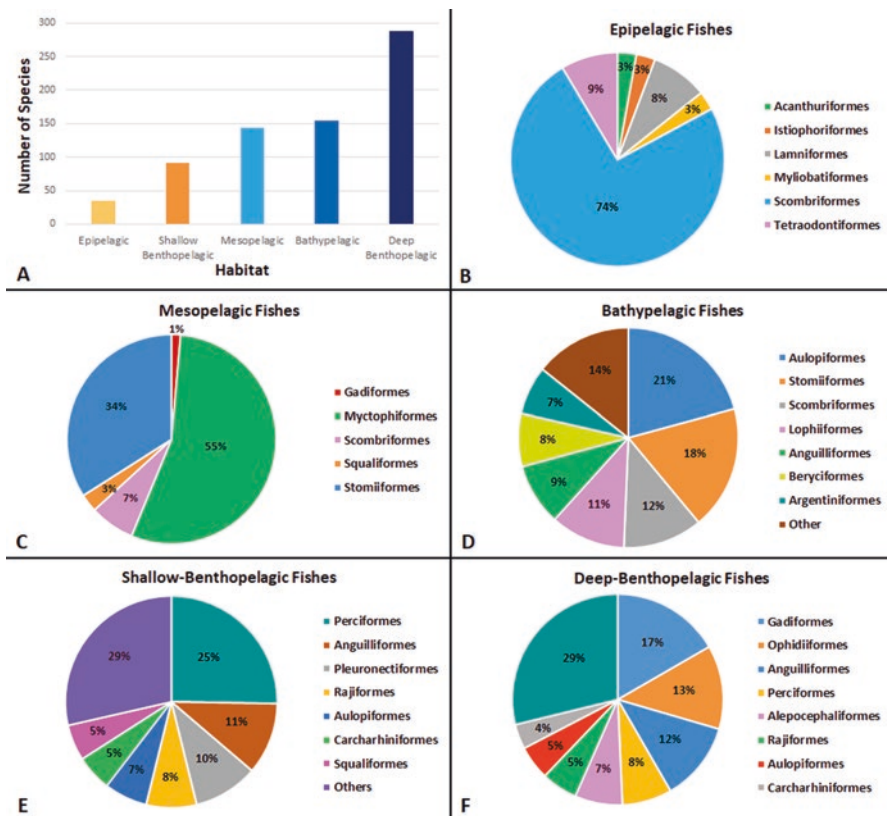 300
250
200
150
100
50
0
Number of Species
Epipelagic
Shallow
Benthopelagic
Mesopelagic
Bathypelagic
Deep
Benthopelagic
Habitat
A
Epipelagic Fishes
3%
3%
8%
3%
74%
9%
Acanthuriformes
Istiophoriformes
Lamniformes
Myliobatiformes
Scombriformes
Tetraodontiformes
B
Mesopelagic Fishes
1%
55%
7%
3%
34%
Gadiformes
Myctophiformes
Scombriformes
Squaliformes
Stomiiformes
C
Bathypelagic Fishes
21%
18%
12%
11%
9%
8%
7%
14%
Aulopiformes
Stomiiformes
Scombriformes
Lophiiformes
Anguilliformes
Beryciformes
Argentiniformes
Other
D
Shallow-Benthopelagic Fishes
25%
11%
10%
8%
7%
5%
5%
29%
Perciformes
Anguilliformes
Pleuronectiformes
Rajiformes
Aulopiformes
Carcharhiniformes
Squaliformes
Others
E
Deep-Benthopelagic Fishes
17%
13%
12%
8%
7%
5%
5%
4%
29%
Gadiformes
Ophidiiformes
Anguilliformes
Perciformes
Alepocephaliformes
Rajiformes
Aulopiformes
Carcharhiniformes
F